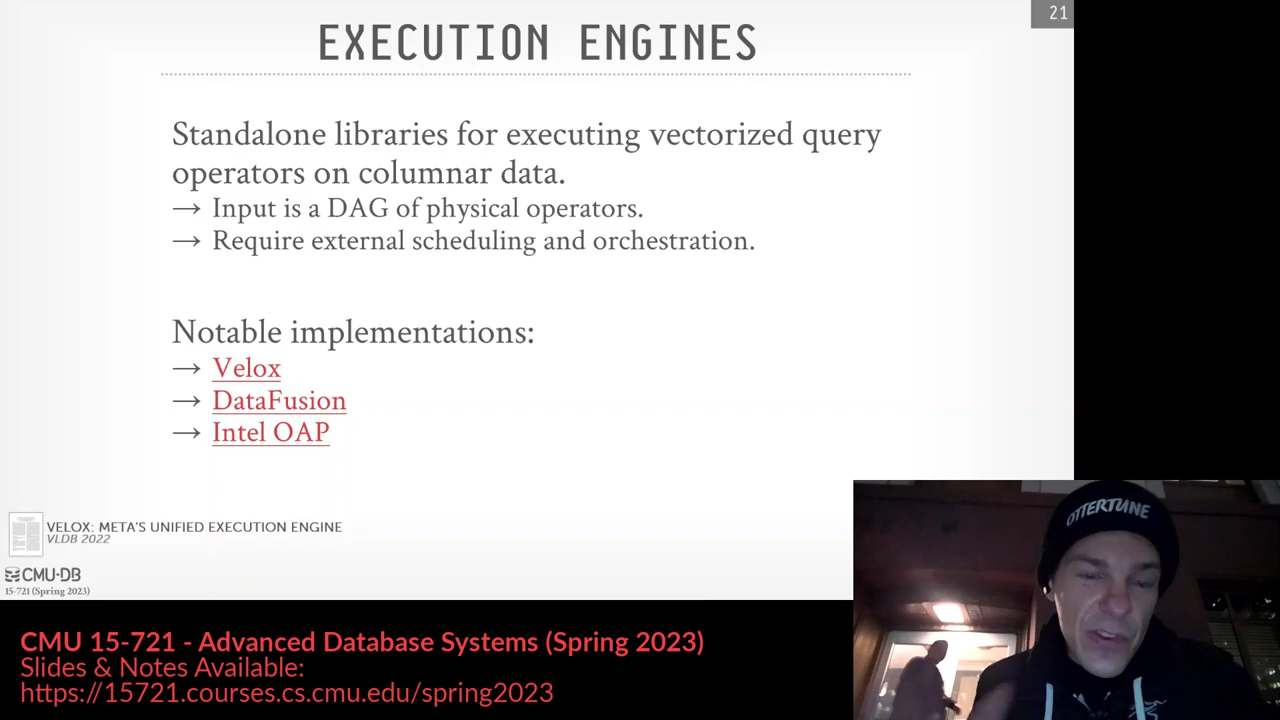 21
EXECUTION ENGINES
Standalone libraries for executing vectorized query
operators on columnar data.
→ Input is a DAG of physical operators.
→ Require external scheduling and orchestration.
Notable implementations:
→ Velox
→ DataFusion
→ Intel OAP
VELOX: META'S UNIFIED EXECUTION ENGINE
VLDB 2022
CMU·DB
15-721 (Spring 2023)
OTTERTUNE
CMU 15-721 - Advanced Database Systems (Spring 2023)
Slides & Notes Available:
https://15721.courses.cs.cmu.edu/spring2023